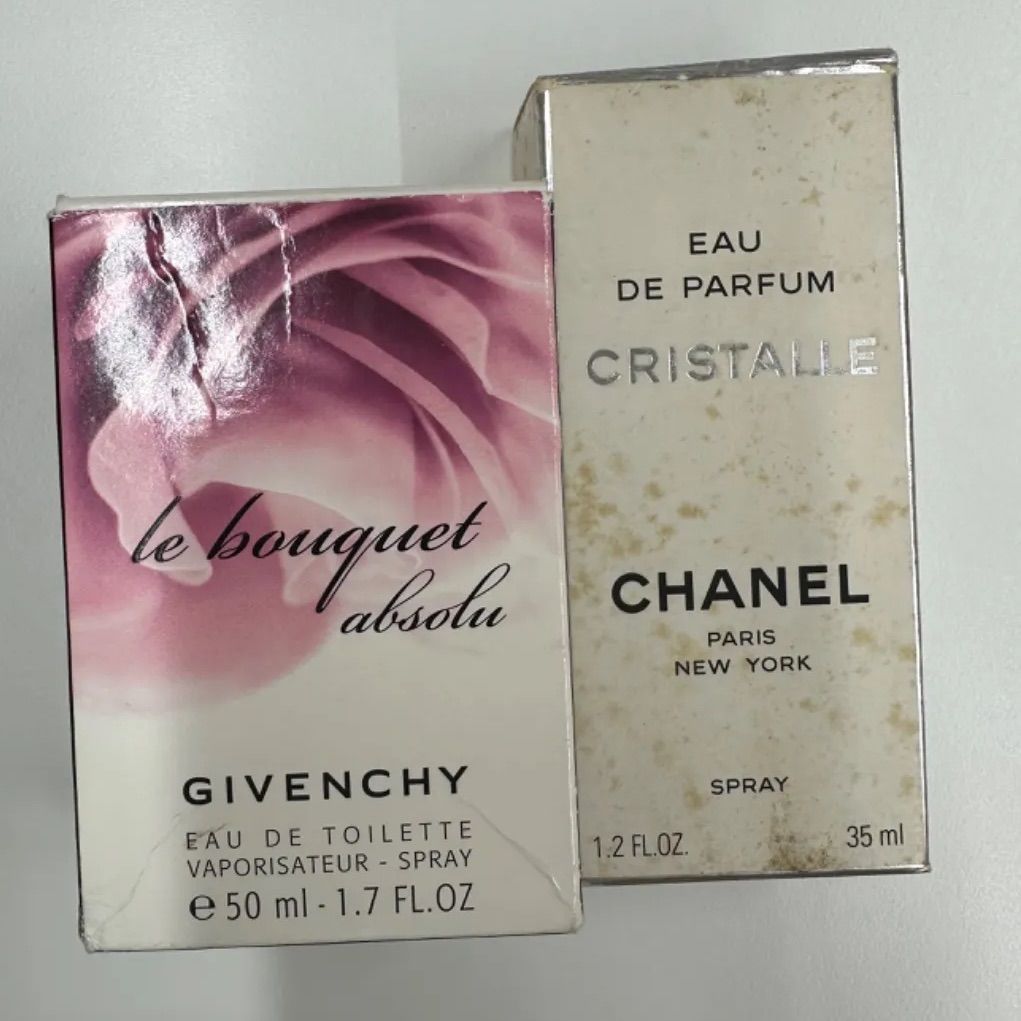 le bouquet
absolu
GIVENCHY
EAU DE TOILETTE
VAPORISATEUR - SPRAY
℮ 50 ml - 1.7 FL.OZ
EAU
DE PARFUM
CRISTALLE
CHANEL
PARIS
NEW YORK
SPRAY
1.2 FL.OZ. 35 ml